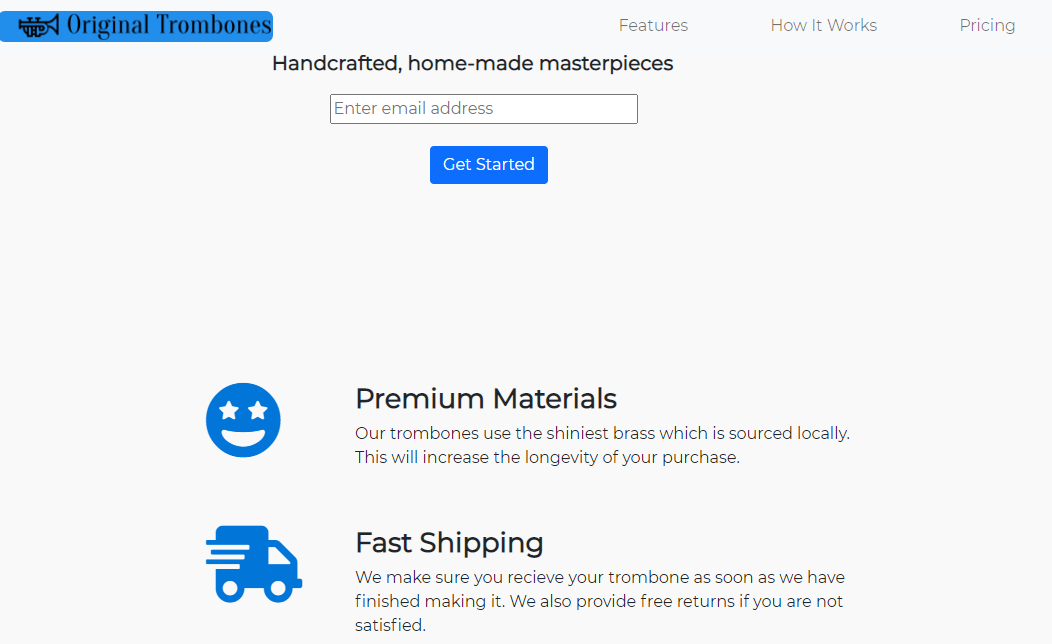 Original Trombones
Features
How It Works
Pricing
Handcrafted, home-made masterpieces
Enter email address
Get Started
Premium Materials
Our trombones use the shiniest brass which is sourced locally.
This will increase the longevity of your purchase.
Fast Shipping
We make sure you recieve your trombone as soon as we have
finished making it. We also provide free returns if you are not
satisfied.